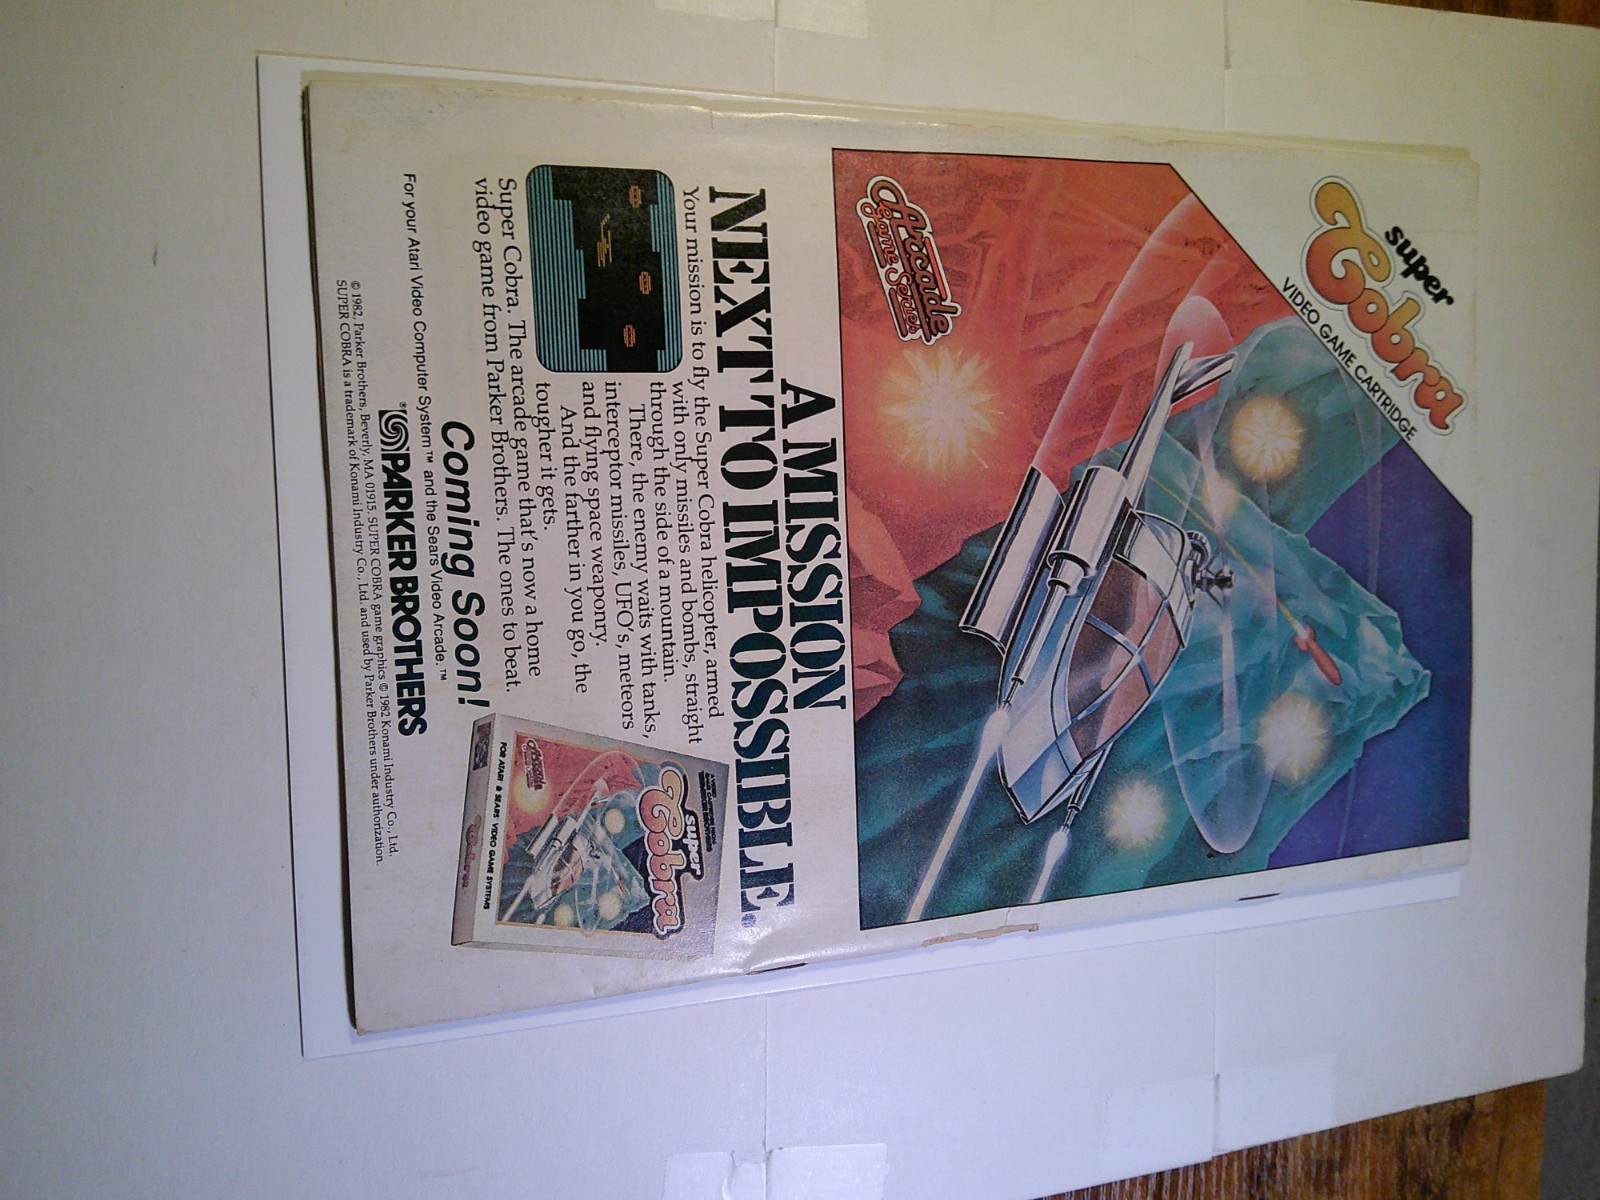 super
Cobra
VIDEO GAME CARTRIDGE
Arcade
Game Series
A MISSION
NEXT TO IMPOSSIBLE.
Your mission is to fly the Super Cobra helicopter, armed
with only missiles and bombs, straight
through the side of a mountain.
There, the enemy waits with tanks,
interceptor missiles, UFO's, meteors
and flying space weaponry.
And the farther in you go, the
tougher it gets.
Super Cobra. The arcade game that's now a home
video game from Parker Brothers. The ones to beat.
super
Cobra
Arcade
FOR ATARI & SEARS VIDEO GAME SYSTEMS
Coming Soon!
For your Atari Video Computer System™ and the Sears Video Arcade.™
PARKER BROTHERS
© 1982, Parker Brothers, Beverly, MA 01915. SUPER COBRA game graphics © 1982 Konami Industry Co., Ltd.
SUPER COBRA is a trademark of Konami Industry Co., Ltd. and used by Parker Brothers under authorization.